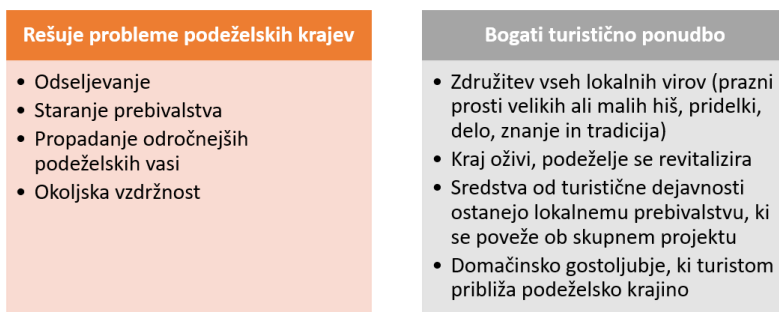 Rešuje probleme podeželskih krajev
• Odseljevanje
• Staranje prebivalstva
• Propadanje odročnejših
podeželskih vasi
• Okoljska vzdržnost
Bogati turistično ponudbo
• Združitev vseh lokalnih virov (prazni
prosti velikih ali malih hiš, pridelki,
delo, znanje in tradicija)
• Kraj oživi, podeželje se revitalizira
• Sredstva od turistične dejavnosti
ostanejo lokalnemu prebivalstvu, ki
se poveže ob skupnem projektu
• Domačinsko gostoljubje, ki turistom
približa podeželsko krajino